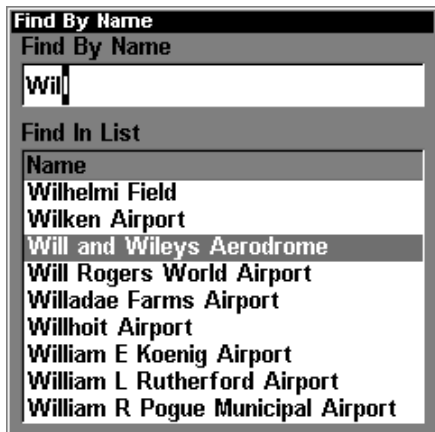 Find By Name
Find By Name
Will
Find In List
Name
Wilhelmi Field
Wilken Airport
Will and Wileys Aerodrome
Will Rogers World Airport
Willadae Farms Airport
Willhoit Airport
William E Koenig Airport
William L Rutherford Airport
William R Pogue Municipal Airport